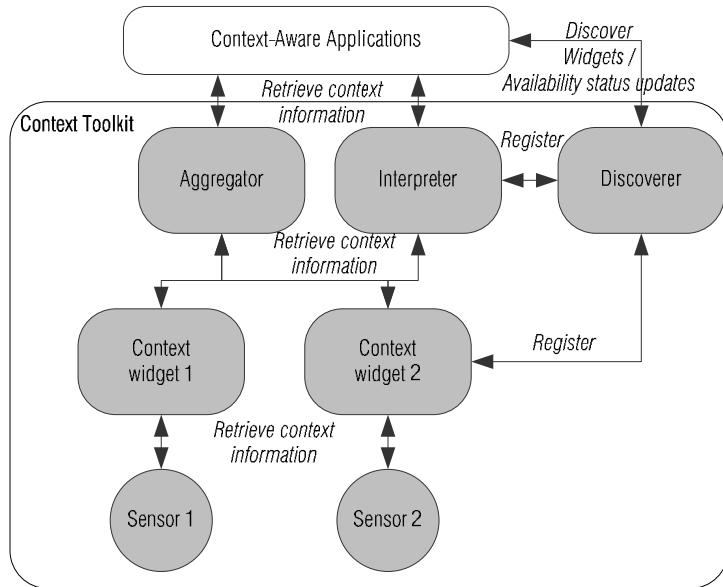 Context-Aware Applications
Discover
Widgets /
Availability status updates
Retrieve context
information
Context Toolkit
Register
Aggregator
Interpreter
Discoverer
Retrieve context
information
Context
widget 1
Context
widget 2
Register
Retrieve context
information
Sensor 1
Sensor 2